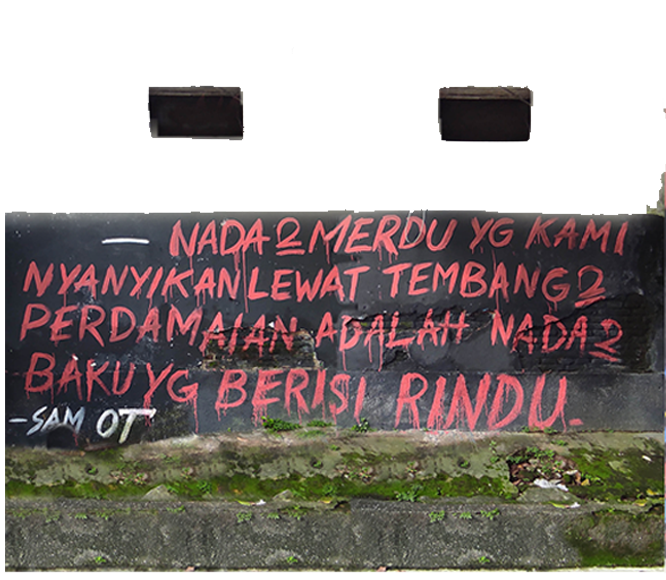 — NADA2 MERDU YG KAMI
NYANYIKAN LEWAT TEMBANG2
PERDAMAIAN ADALAH NADA2
BAKU YG BERISI RINDU.
-SAM OT